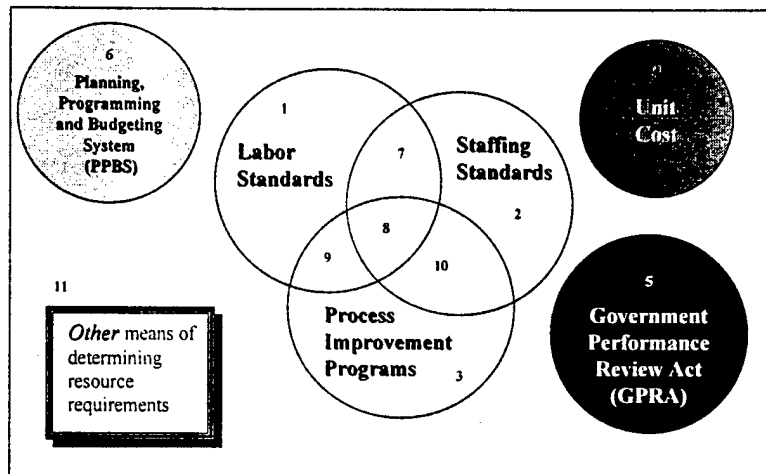 6
Planning,
Programming
and Budgeting
System
(PPBS)
1
Labor
Standards
7
Staffing
Standards
2
Unit
Cost
8
9
10
Process
Improvement
Programs
3
5
Government
Performance
Review Act
(GPRA)
11
Other means of
determining
resource
requirements